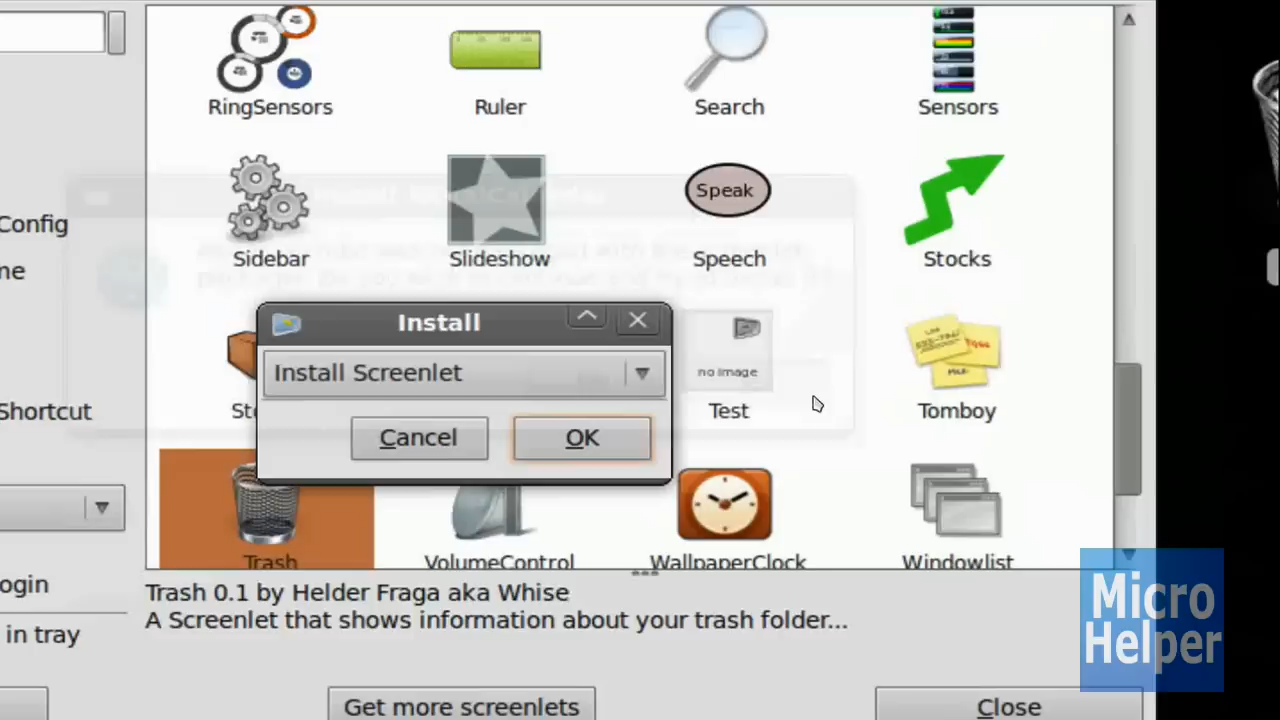 RingSensors
Ruler
Search
Sensors
Speak
Config
me
Sidebar
Slideshow
Speech
Stocks
Install
Install Screenlet
no image
Shortcut
Test
Tomboy
Cancel
OK
Trash
VolumeControl
WallpaperClock
Windowlist
ogin
Trash 0.1 by Helder Fraga aka Whise
in tray
A Screenlet that shows information about your trash folder...
Micro
Helper
Get more screenlets
Close